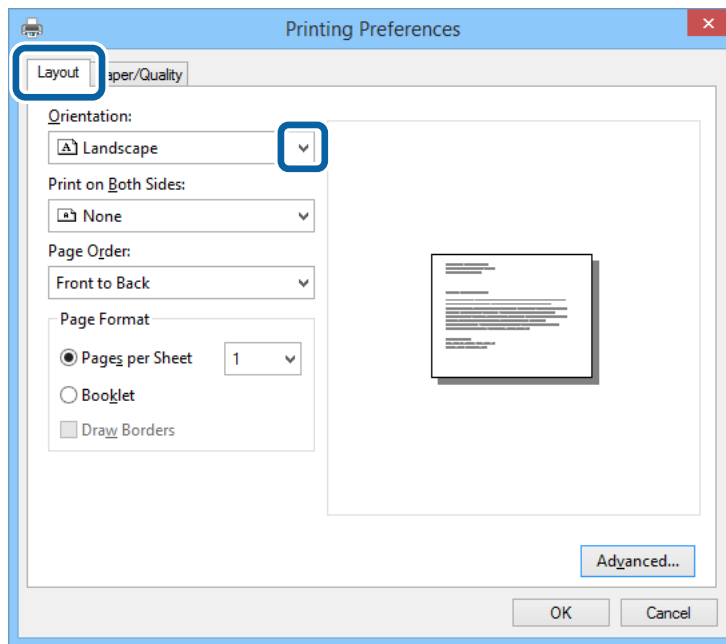 Printing Preferences
Layout
aper/Quality
Orientation:
Landscape
Print on Both Sides:
None
Page Order:
Front to Back
Page Format
Pages per Sheet 1
Booklet
Draw Borders
Advanced...
OK Cancel